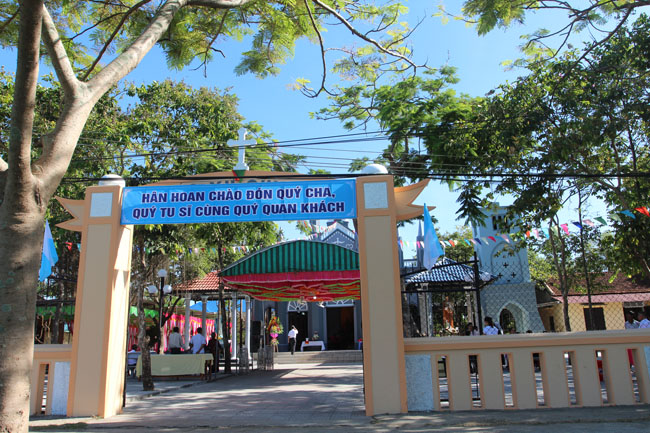 HÂN HOAN CHÀO ĐÓN QUÝ CHA,
QUÝ TU SĨ CÙNG QUÝ QUAN KHÁCH